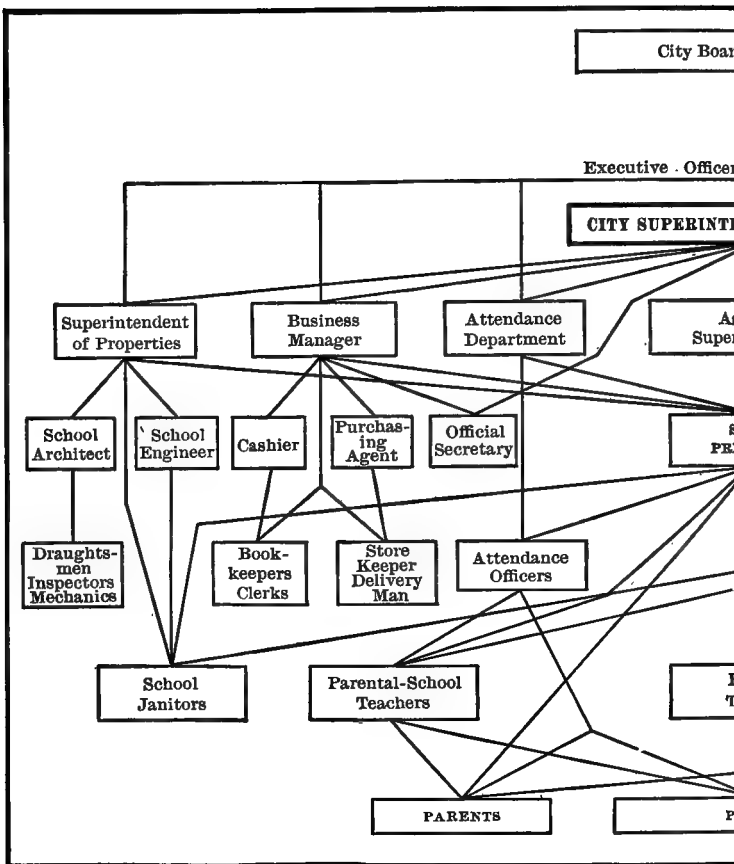 City Boar
Executive · Officer
CITY SUPERINT
Superintendent
of Properties
Business
Manager
Attendance
Department
Super
School
Architect
School
Engineer
Cashier
Purchas-
ing
Agent
Official
Secretary
PR
Draughts-
men
Inspectors
Mechanics
Book-
keepers
Clerks
Store
Keeper
Delivery
Man
Attendance
Officers
School
Janitors
Parental-School
Teachers
PARENTS
P